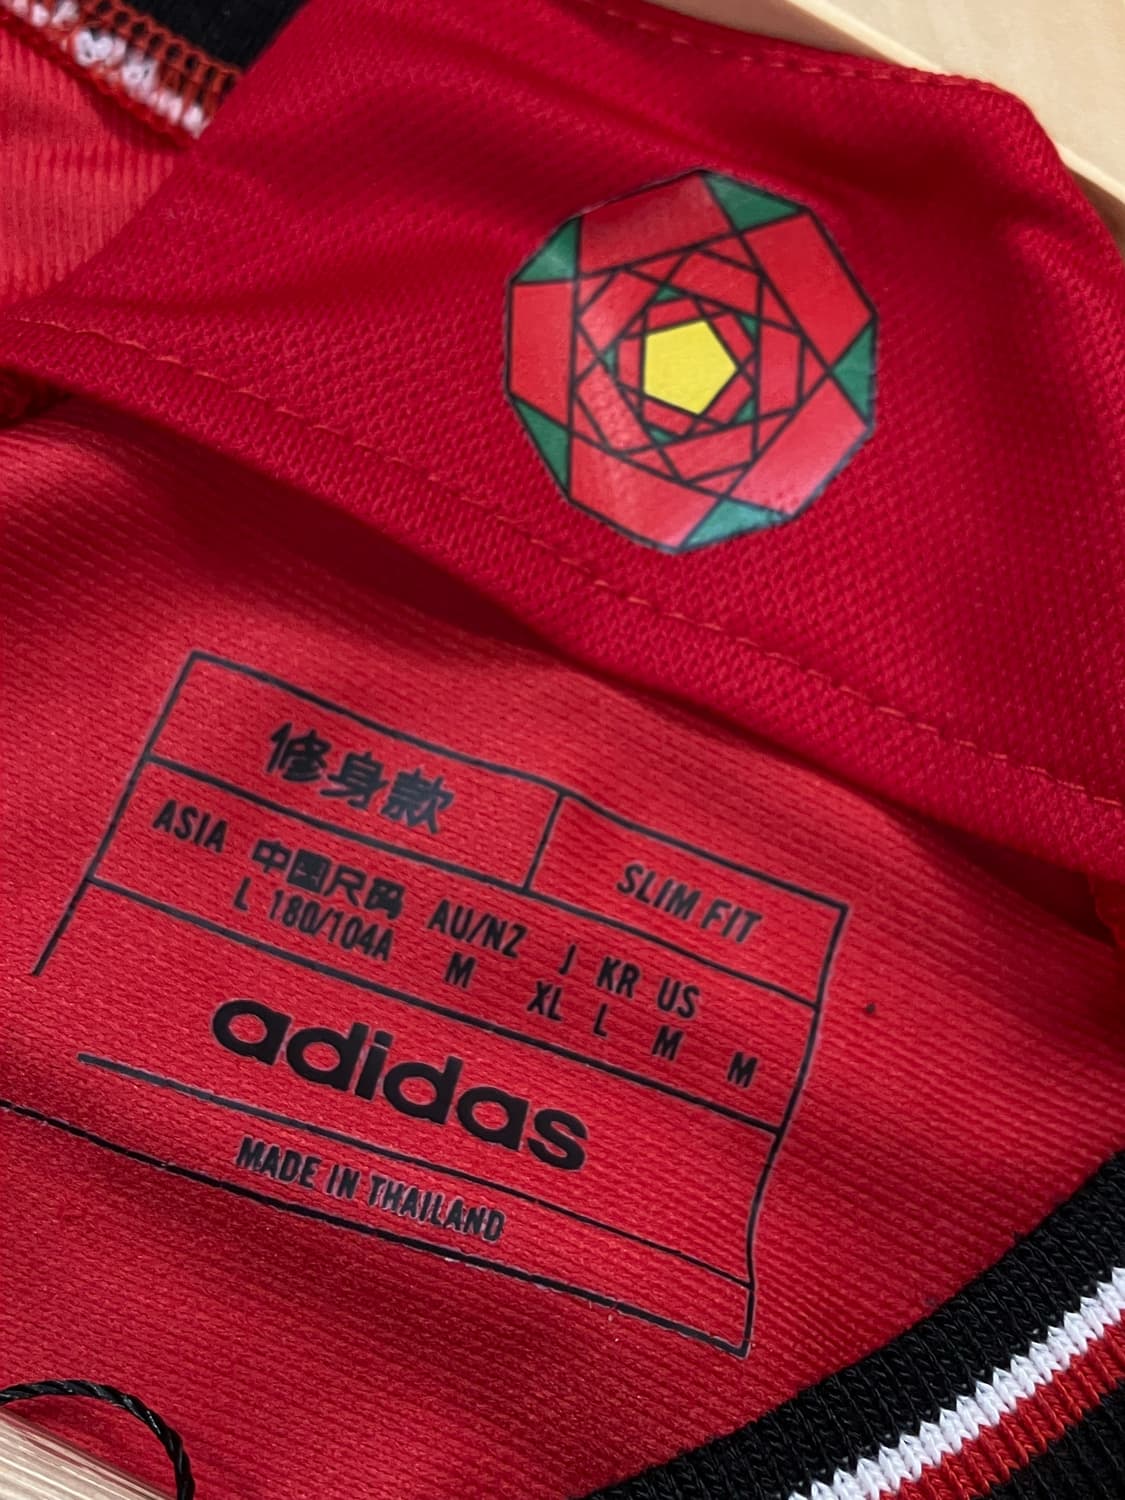 修身款 SLIM FIT
ASIA 中国尺码 AU/NZ J KR US
L 180/104A M XL L M M
adidas
MADE IN THAILAND